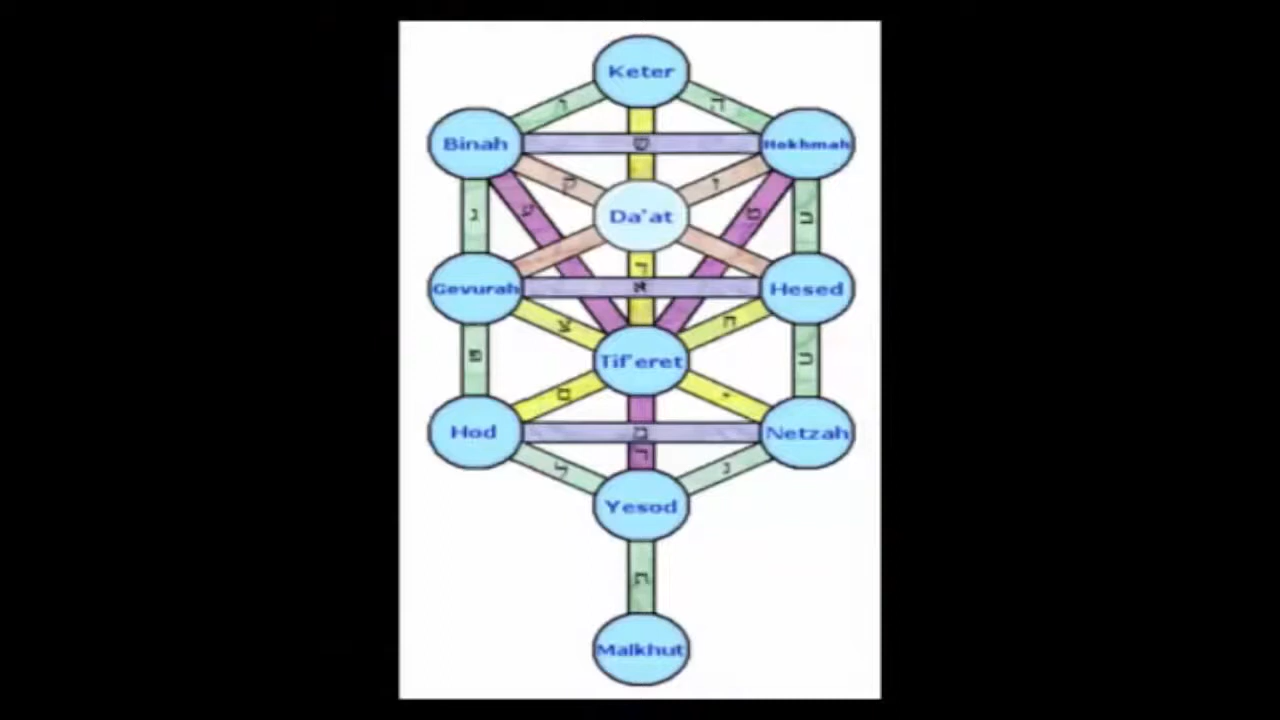 Keter
ו
ה
Binah
ש
Hokhmah
ק
ז
Da'at
ע
ט
ג
ר
Gevurah
א
Hesed
צ
ח
Tif'eret
פ
ם
י
Hod
מ
Netzah
ר
ל
נ
Yesod
ת
Malkhut